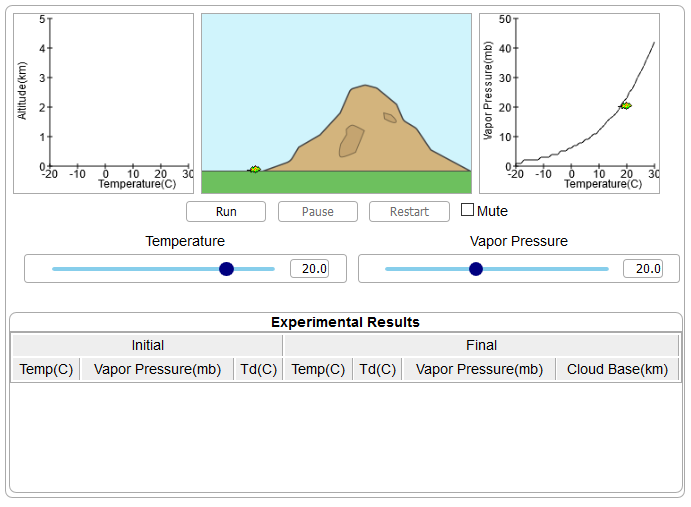 Altitude(km)
5
4
3
2
1
0
-20 -10 0 10 20 30
Temperature(C)
Vapor Pressure(mb)
50
40
30
20
10
0
-20 -10 0 10 20 30
Temperature(C)
Run Pause Restart Mute
Temperature Vapor Pressure
20.0 20.0
Experimental Results
Initial Final
Temp(C) Vapor Pressure(mb) Td(C) Temp(C) Td(C) Vapor Pressure(mb) Cloud Base(km)